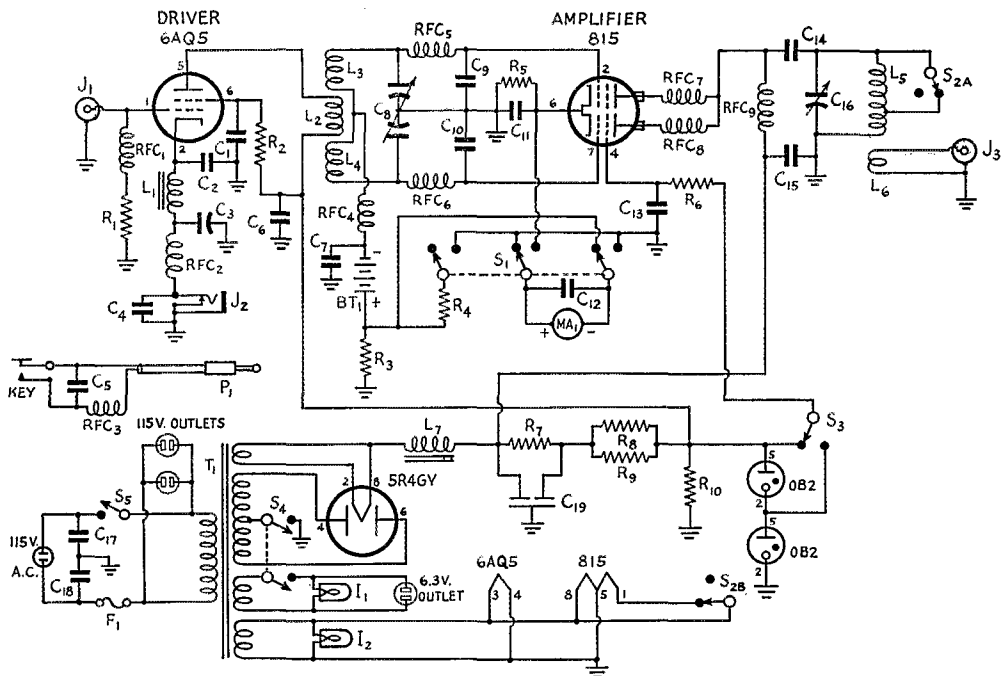 DRIVER
6AQ5
AMPLIFIER
815
J1
5
1
6
2
RFC1
R1
L1
C1
C2
R2
C3
RFC2
C4
J2
C6
L3
L2
L4
RFC5
C8
C9
C10
RFC6
RFC4
C7
-
BT1 +
R3
R5
C11
6
2
7 4
RFC7
RFC8
C13
R6
S1
R4
C12
+ MA1 -
RFC9
C14
C15
C16
L5
S2A
L6
J3
KEY
C5
RFC3
P1
115V. OUTLETS
S5
115V.
A.C.
C17
C18
F1
T1
L7
2 8
5R4GY
4
6
S4
I1
6.3V.
OUTLET
I2
R7
R8
R9
C19
R10
S3
5
OB2
2
5
OB2
2
6AQ5
3 4
815
8 5 1
S2B